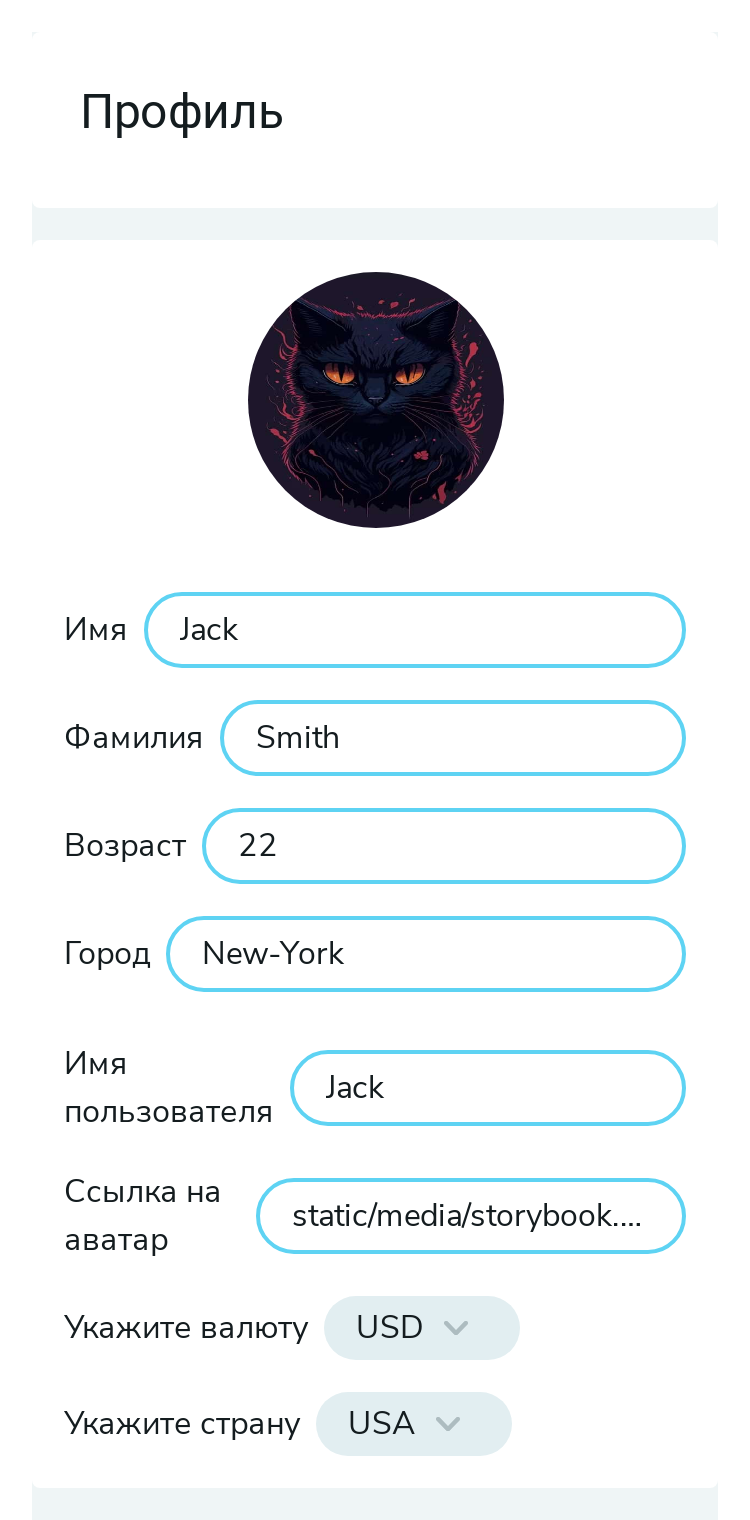 Профиль
Имя Jack
Фамилия Smith
Возраст 22
Город New-York
Имя
пользователя Jack
Ссылка на
аватар static/media/storybook....
Укажите валюту USD
Укажите страну USA